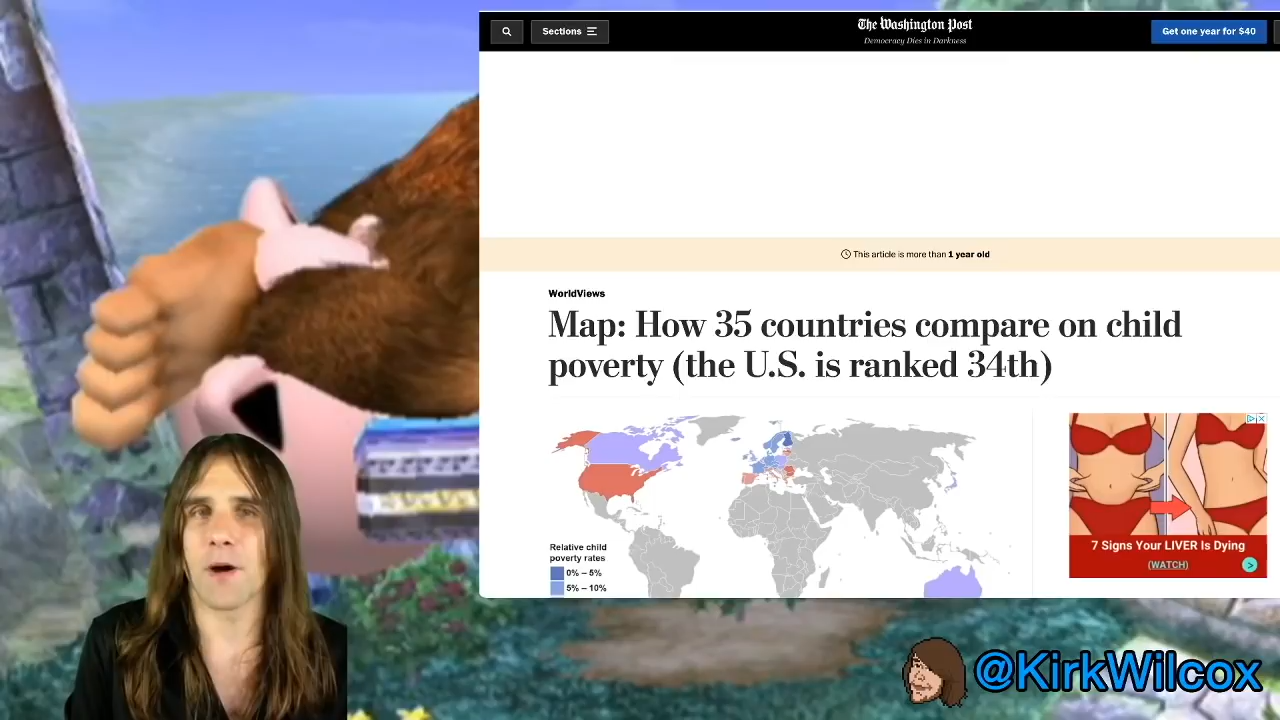 Sections
The Washington Post
Democracy Dies in Darkness
Get one year for $40
This article is more than 1 year old
WorldViews
Map: How 35 countries compare on child
poverty (the U.S. is ranked 34th)
Relative child
poverty rates
0% – 5%
5% – 10%
7 Signs Your LIVER Is Dying
(WATCH)
@KirkWilcox